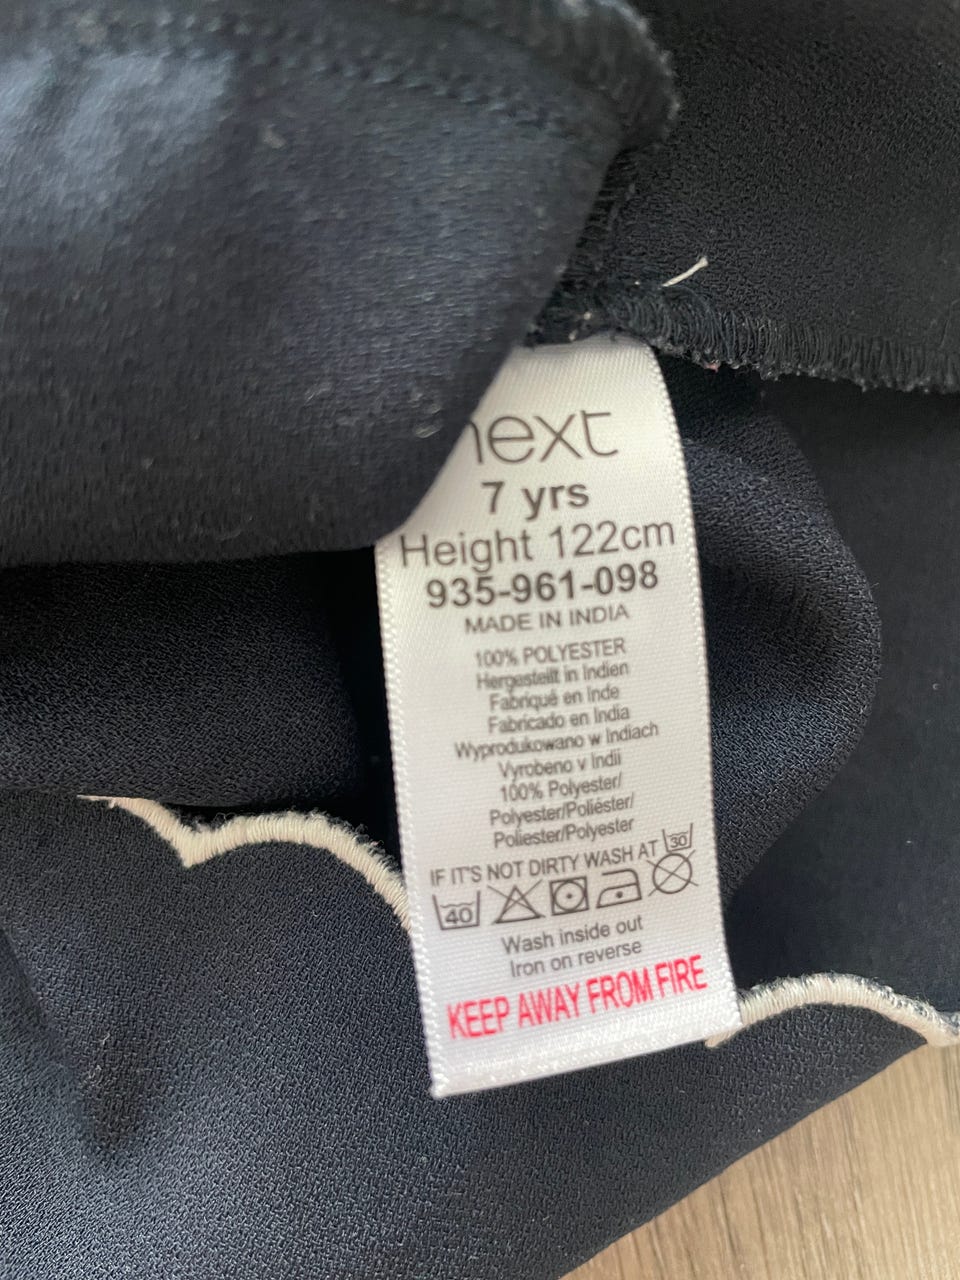 next
7 yrs
Height 122cm
935-961-098
MADE IN INDIA
100% POLYESTER
Hergestellt in Indien
Fabriqué en Inde
Fabricado en India
Wyprodukowano w Indiach
Vyrobeno v Indii
100% Polyester/
Polyester/Poliéster/
Poliester/Polyester
IF IT'S NOT DIRTY WASH AT 30
40
Wash inside out
Iron on reverse
KEEP AWAY FROM FIRE